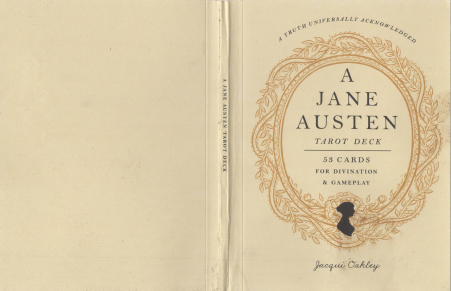 A JANE AUSTEN TAROT DECK
A TRUTH UNIVERSALLY ACKNOWLEDGED
A
JANE
AUSTEN
TAROT DECK
53 CARDS
FOR DIVINATION
& GAMEPLAY
Jacqui Oakley